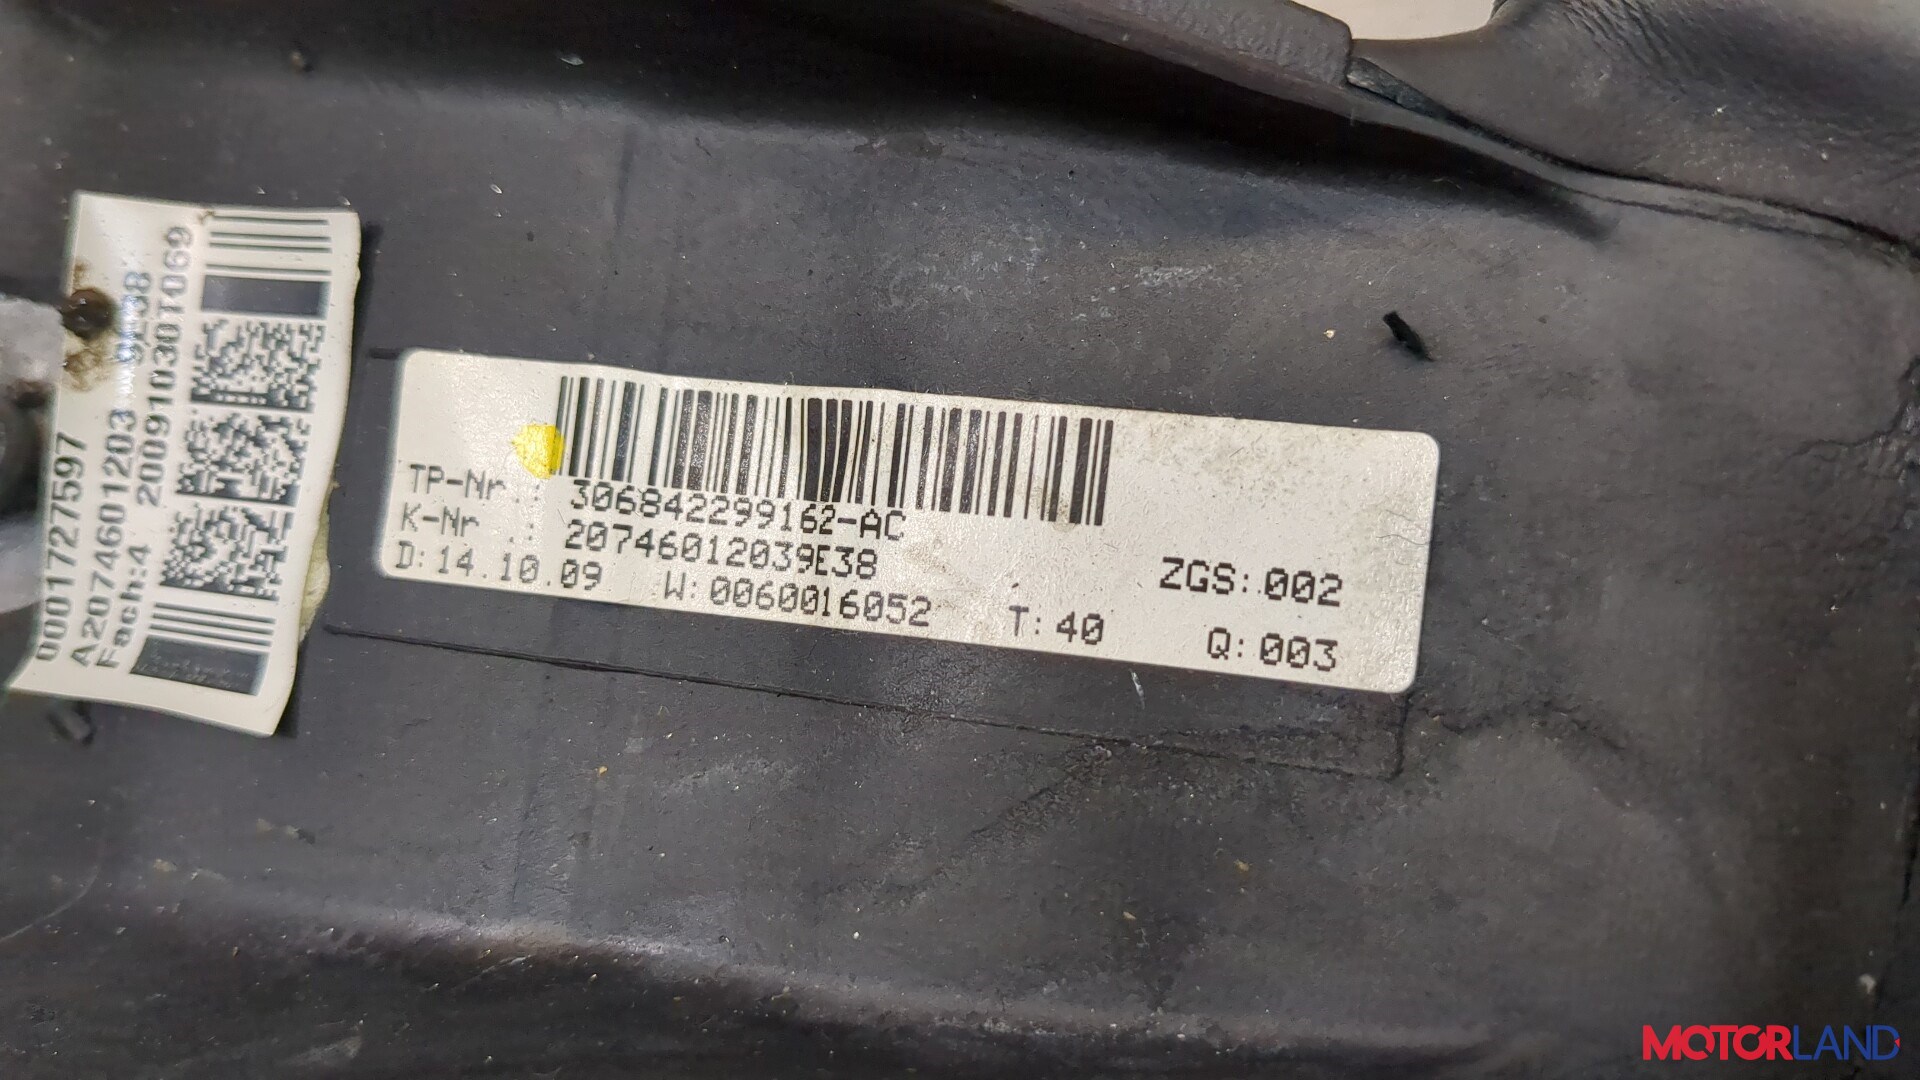 0001727597
A2074601203 9E38
Fach:4 20091030T069
TP-Nr.: 306842299162-AC
K-Nr .: 20746012039E38
D:14.10.09 W:0060016052 T:40
ZGS:002
Q:003
MOTORLAND